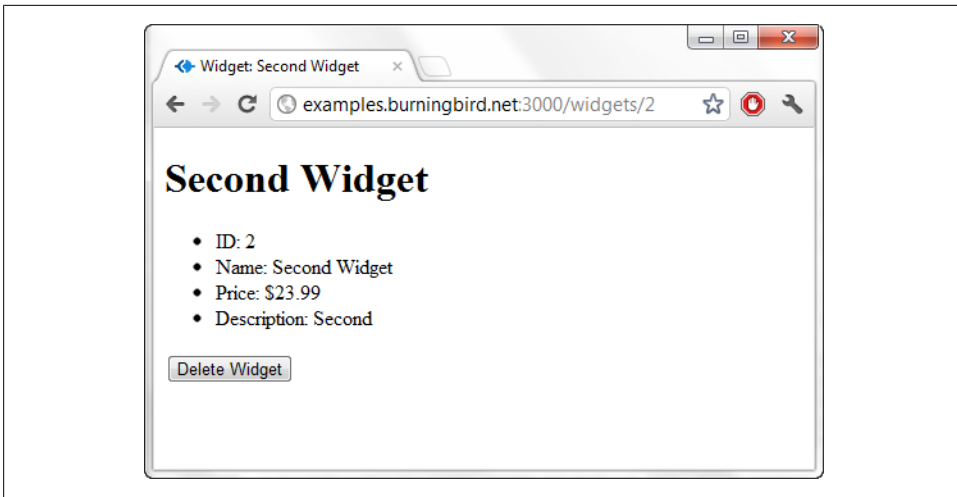 Widget: Second Widget
examples.burningbird.net:3000/widgets/2
Second Widget
• ID: 2
• Name: Second Widget
• Price: $23.99
• Description: Second
Delete Widget